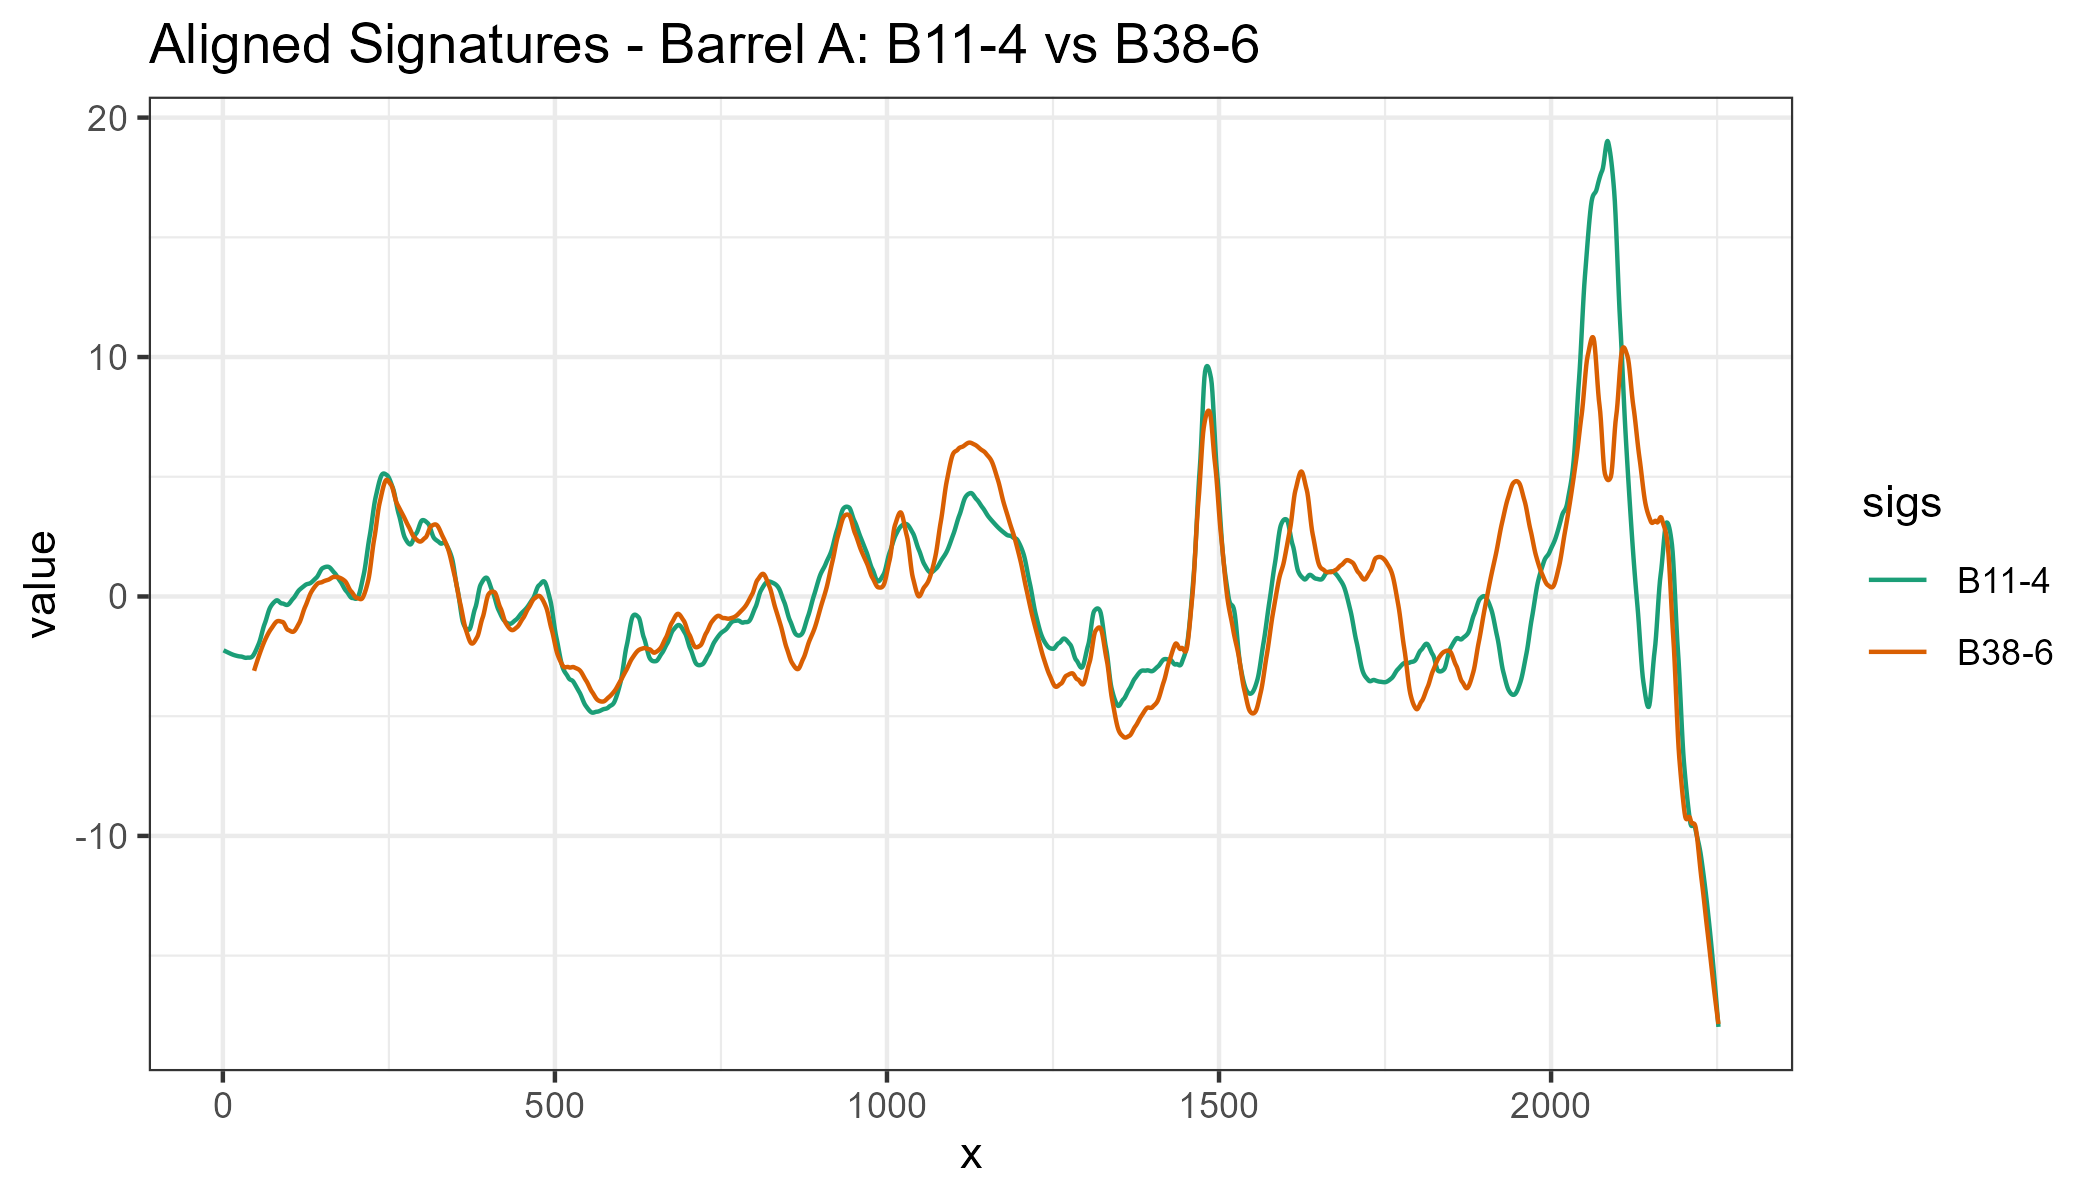 Aligned Signatures - Barrel A: B11-4 vs B38-6
20
10
0
-10
value
0 500 1000 1500 2000
x
sigs
B11-4
B38-6